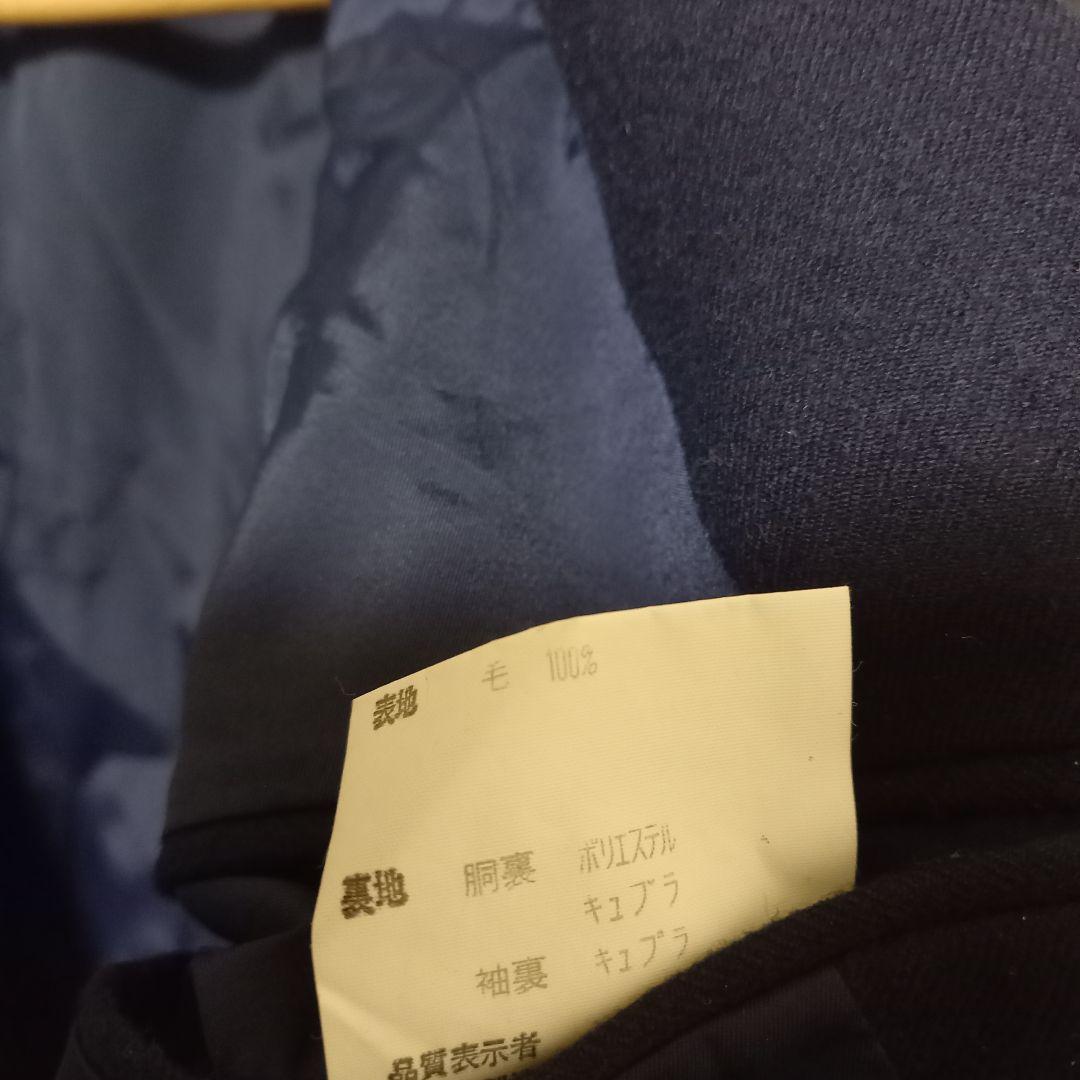 表地 毛 100%
裏地 胴裏 ポリエステル
キュプラ
袖裏 キュプラ
品質表示者